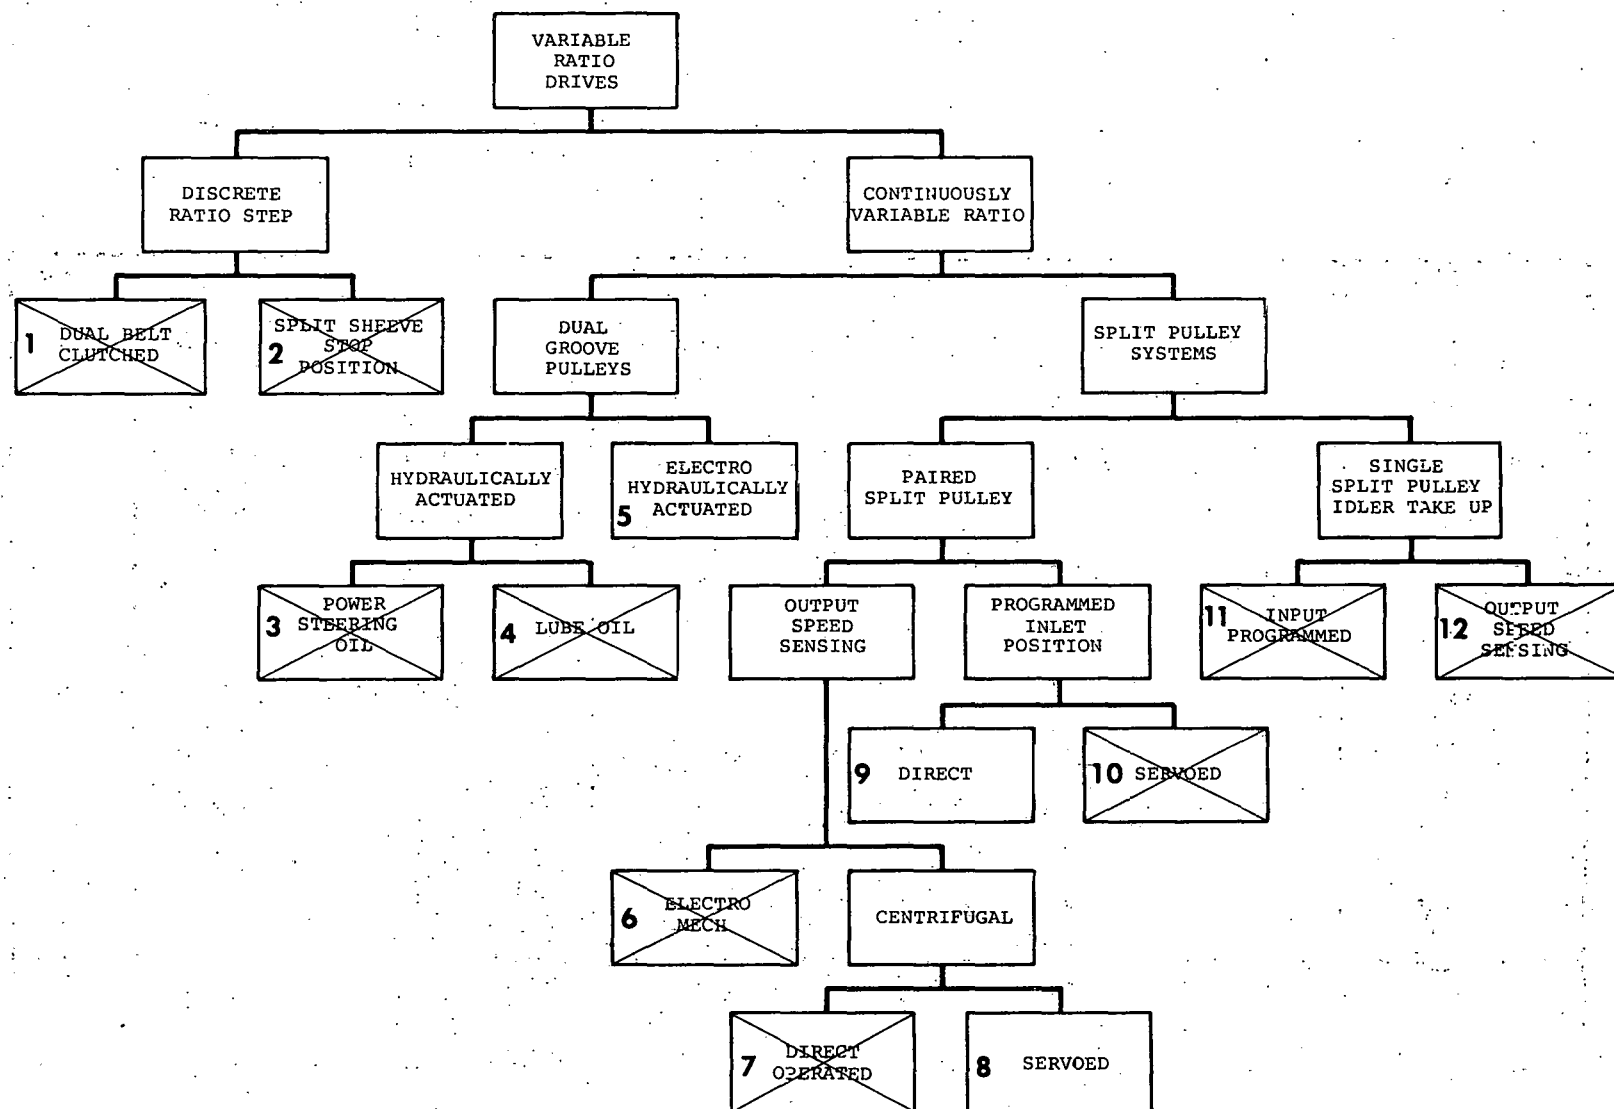 VARIABLE
RATIO
DRIVES
DISCRETE
RATIO STEP
CONTINUOUSLY
VARIABLE RATIO
1 DUAL BELT
CLUTCHED
SPLIT SHEEVE
2 STOP
POSITION
DUAL
GROOVE
PULLEYS
SPLIT PULLEY
SYSTEMS
HYDRAULICALLY
ACTUATED
ELECTRO
HYDRAULICALLY
5 ACTUATED
PAIRED
SPLIT PULLEY
SINGLE
SPLIT PULLEY
IDLER TAKE UP
POWER
3 STEERING
OIL
4 LUBE OIL
OUTPUT
SPEED
SENSING
PROGRAMMED
INLET
POSITION
11 INPUT
PROGRAMMED
OUTPUT
12 SPEED
SENSING
9 DIRECT
10 SERVOED
6 ELECTRO
MECH
CENTRIFUGAL
7 DIRECT
OPERATED
8 SERVOED